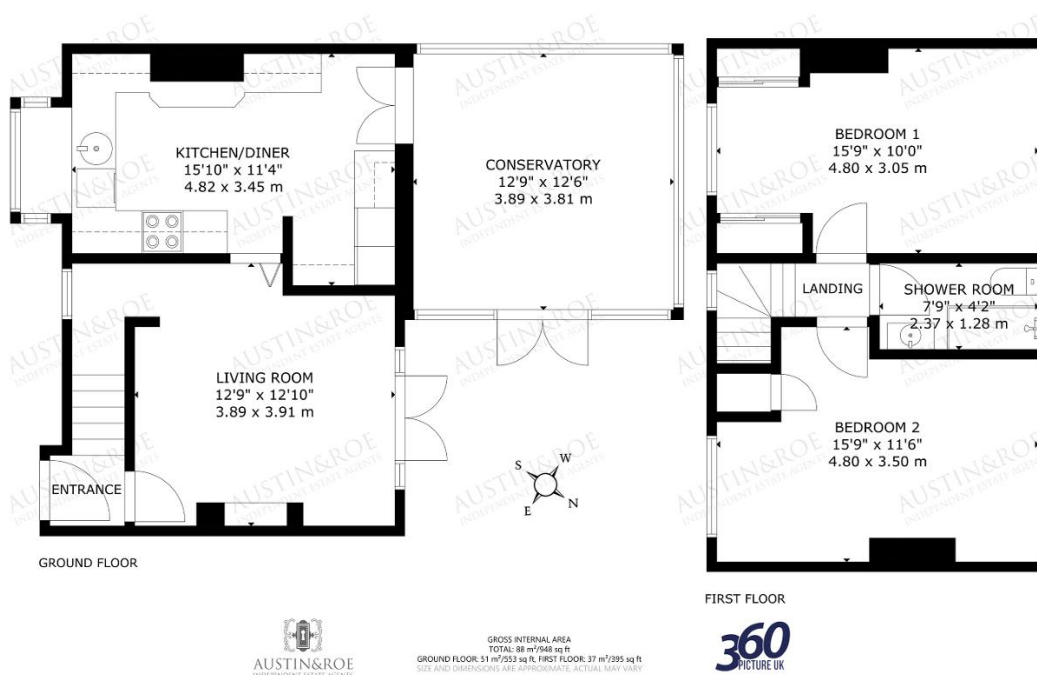 KITCHEN/DINER
15'10" x 11'4"
4.82 x 3.45 m
CONSERVATORY
12'9" x 12'6"
3.89 x 3.81 m
LIVING ROOM
12'9" x 12'10"
3.89 x 3.91 m
ENTRANCE
S
W
E
N
GROUND FLOOR
BEDROOM 1
15'9" x 10'0"
4.80 x 3.05 m
LANDING
SHOWER ROOM
7'9" x 4'2"
2.37 x 1.28 m
BEDROOM 2
15'9" x 11'6"
4.80 x 3.50 m
FIRST FLOOR
AUSTIN&ROE
INDEPENDENT ESTATE AGENTS
GROSS INTERNAL AREA
TOTAL: 88 m²/948 sq ft
GROUND FLOOR: 51 m²/553 sq ft, FIRST FLOOR: 37 m²/395 sq ft
SIZE AND DIMENSIONS ARE APPROXIMATE, ACTUAL MAY VARY
360
PICTURE UK